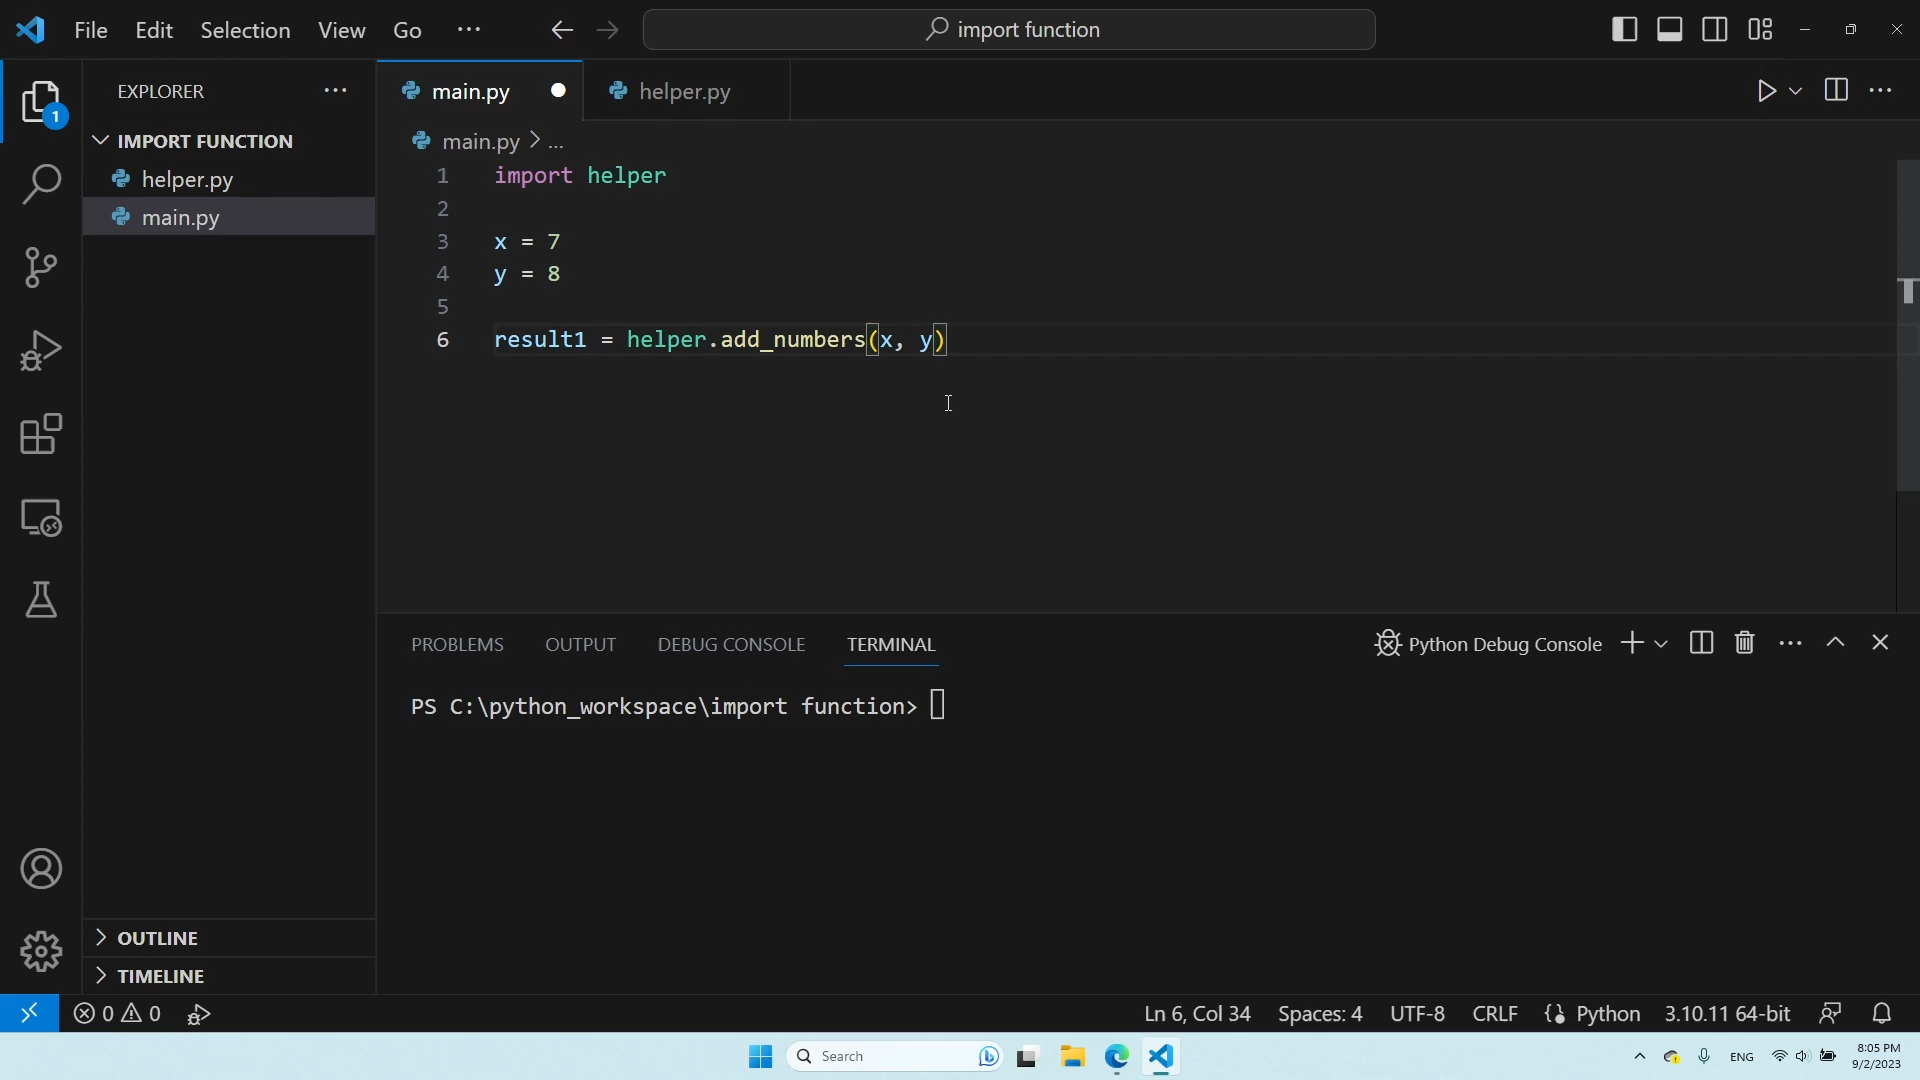 File Edit Selection View Go ... import function
EXPLORER ...
main.py helper.py
IMPORT FUNCTION
helper.py
main.py
main.py > ...
1 import helper
2
3 x = 7
4 y = 8
5
6 result1 = helper.add_numbers(x, y)
1
PROBLEMS OUTPUT DEBUG CONSOLE TERMINAL Python Debug Console
PS C:\python_workspace\import function>
OUTLINE
TIMELINE
0 0 Ln 6, Col 34 Spaces: 4 UTF-8 CRLF Python 3.10.11 64-bit
Search ENG 8:05 PM
9/2/2023